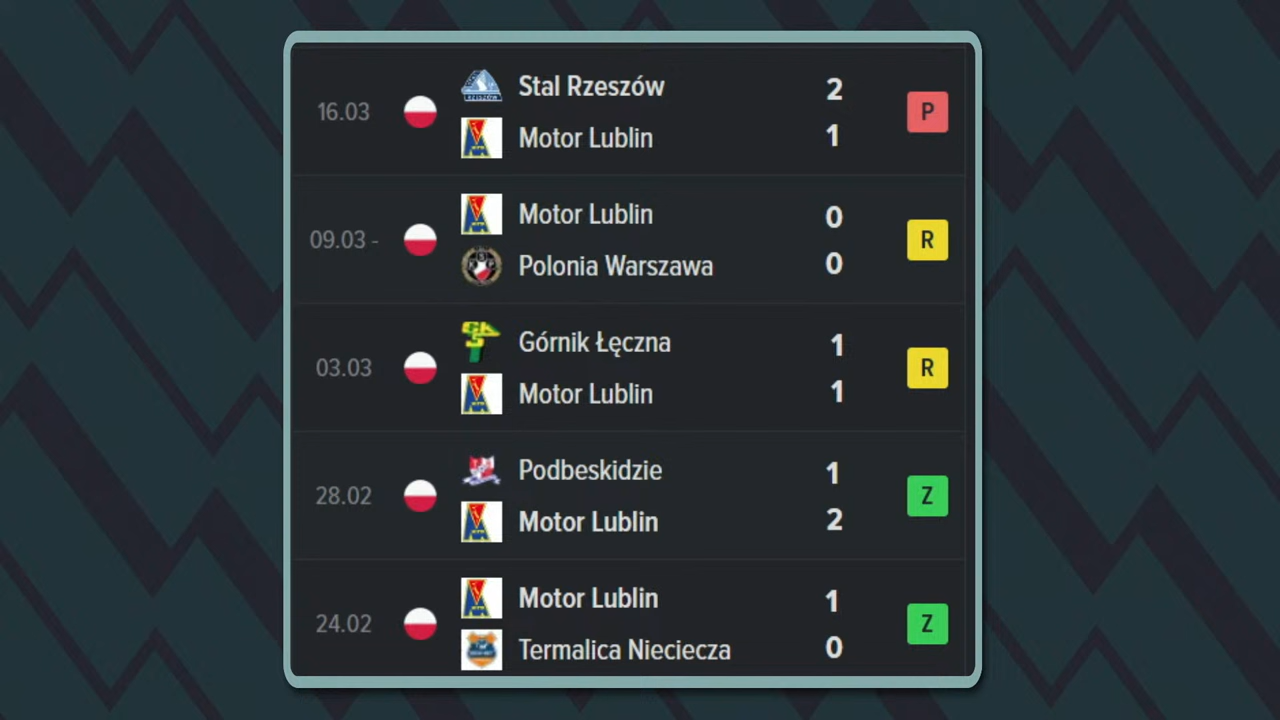 16.03
Stal Rzeszów 2
Motor Lublin 1
P
09.03 -
Motor Lublin 0
Polonia Warszawa 0
R
03.03
Górnik Łęczna 1
Motor Lublin 1
R
28.02
Podbeskidzie 1
Motor Lublin 2
Z
24.02
Motor Lublin 1
Termalica Nieciecza 0
Z